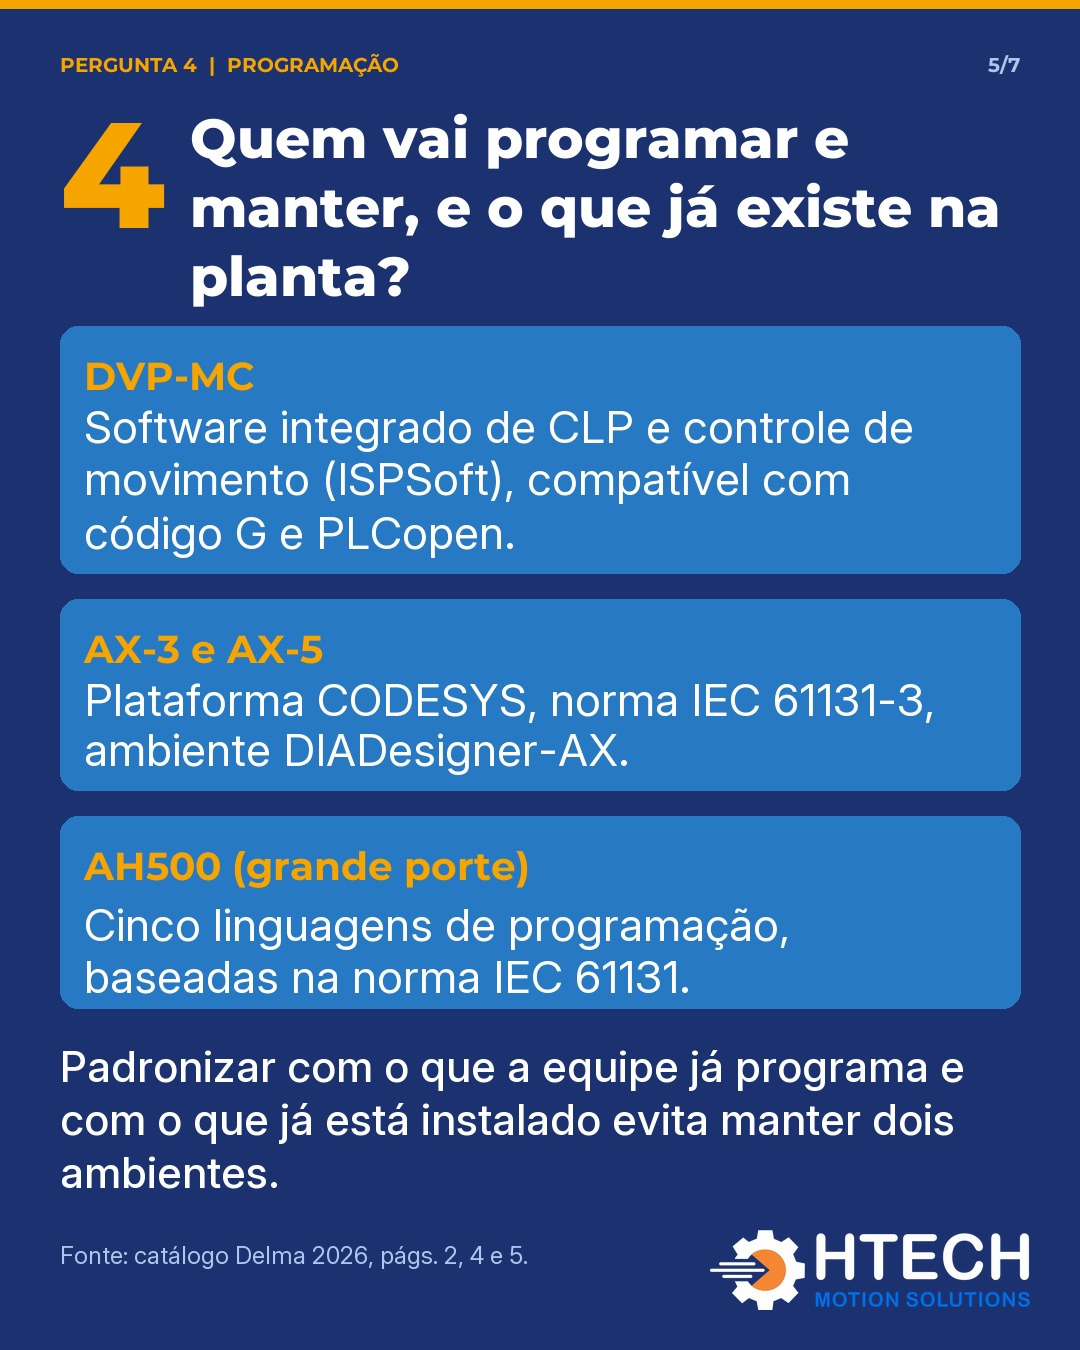 PERGUNTA 4 | PROGRAMAÇÃO
5/7
4
Quem vai programar e
manter, e o que já existe na
planta?
DVP-MC
Software integrado de CLP e controle de
movimento (ISPSoft), compatível com
código G e PLCopen.
AX-3 e AX-5
Plataforma CODESYS, norma IEC 61131-3,
ambiente DIADesigner-AX.
AH500 (grande porte)
Cinco linguagens de programação,
baseadas na norma IEC 61131.
Padronizar com o que a equipe já programa e
com o que já está instalado evita manter dois
ambientes.
Fonte: catálogo Delma 2026, págs. 2, 4 e 5.
HTECH
MOTION SOLUTIONS